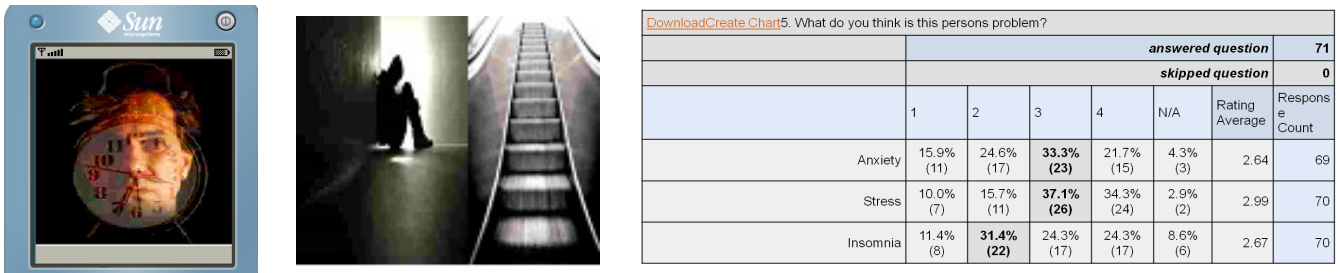 Sun
microsystems
11
10
9
8
7
6
DownloadCreate Chart5. What do you think is this persons problem?
answered question 71
skipped question 0
1 2 3 4 N/A Rating Average Respons e Count
Anxiety 15.9% (11) 24.6% (17) 33.3% (23) 21.7% (15) 4.3% (3) 2.64 69
Stress 10.0% (7) 15.7% (11) 37.1% (26) 34.3% (24) 2.9% (2) 2.99 70
Insomnia 11.4% (8) 31.4% (22) 24.3% (17) 24.3% (17) 8.6% (6) 2.67 70